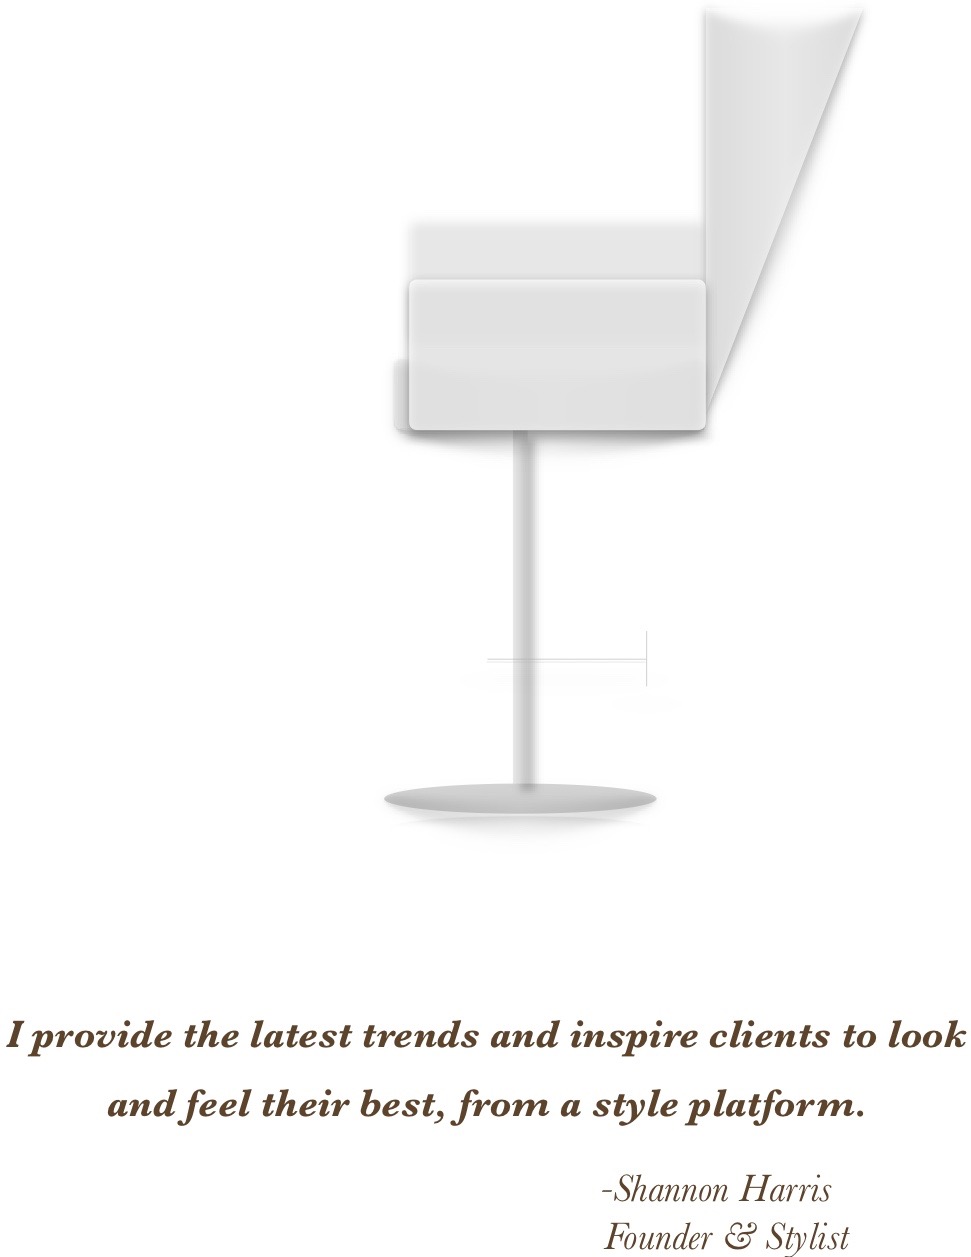 I provide the latest trends and inspire clients to look
and feel their best, from a style platform.
-Shannon Harris
Founder & Stylist